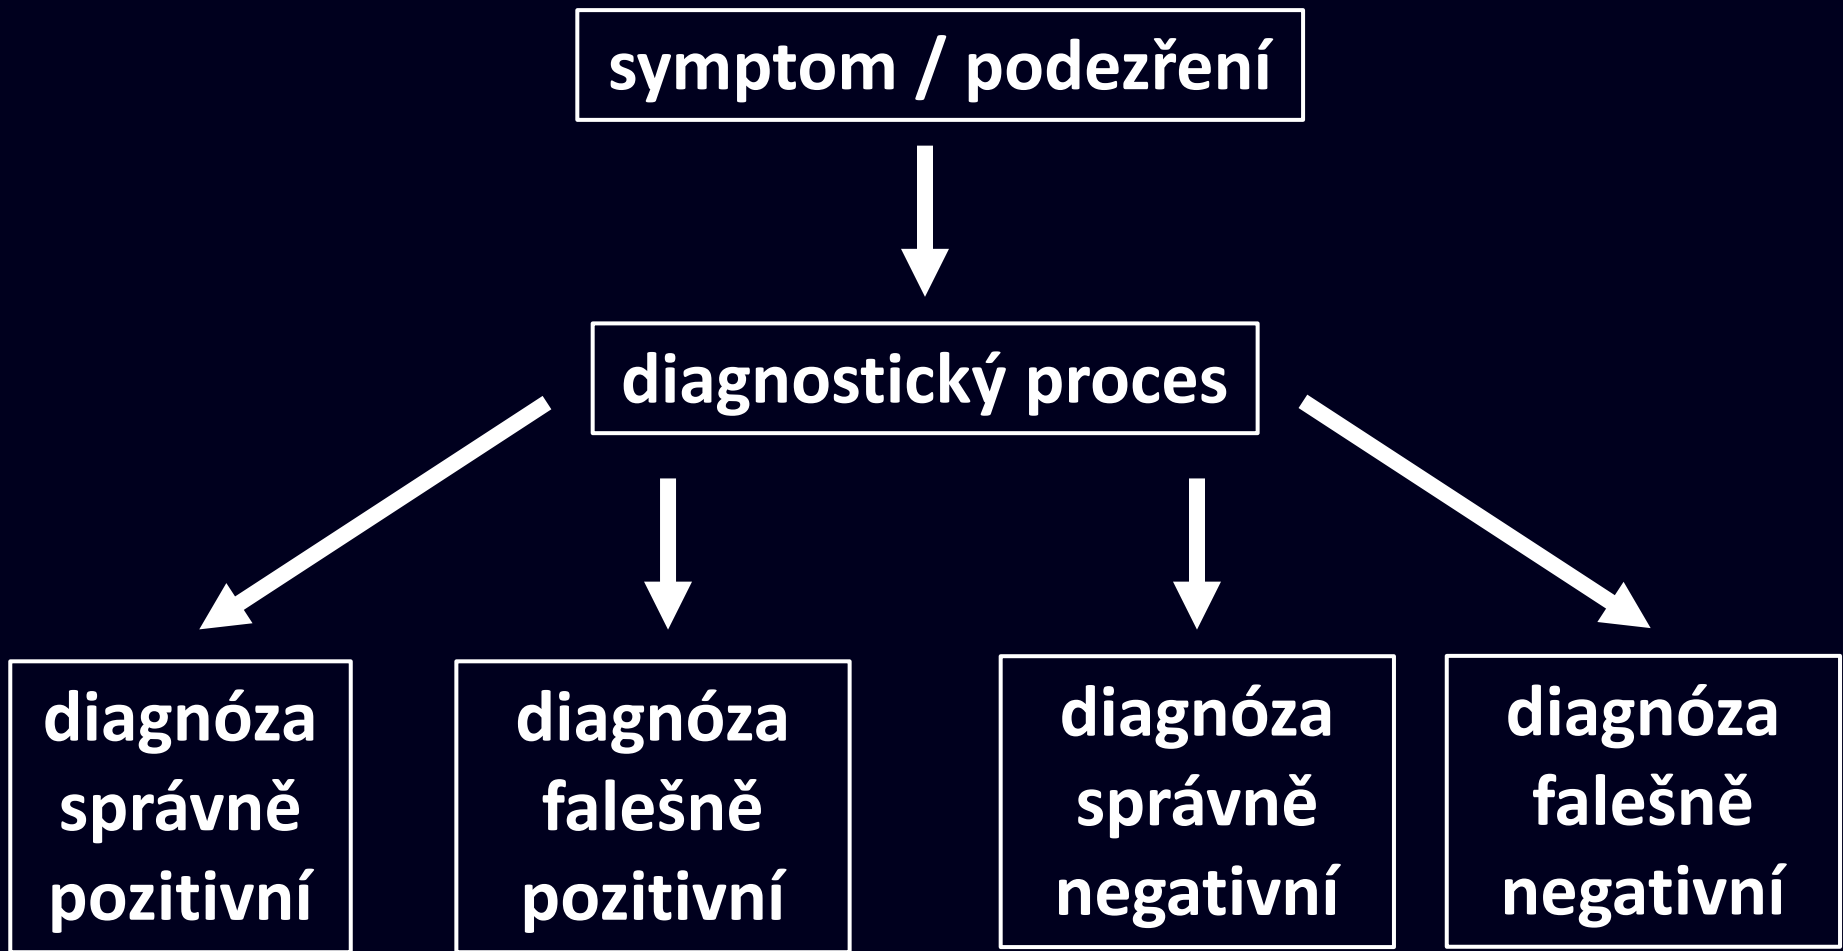 symptom / podezření
diagnostický proces
diagnóza
správně
pozitivní
diagnóza
falešně
pozitivní
diagnóza
správně
negativní
diagnóza
falešně
negativní